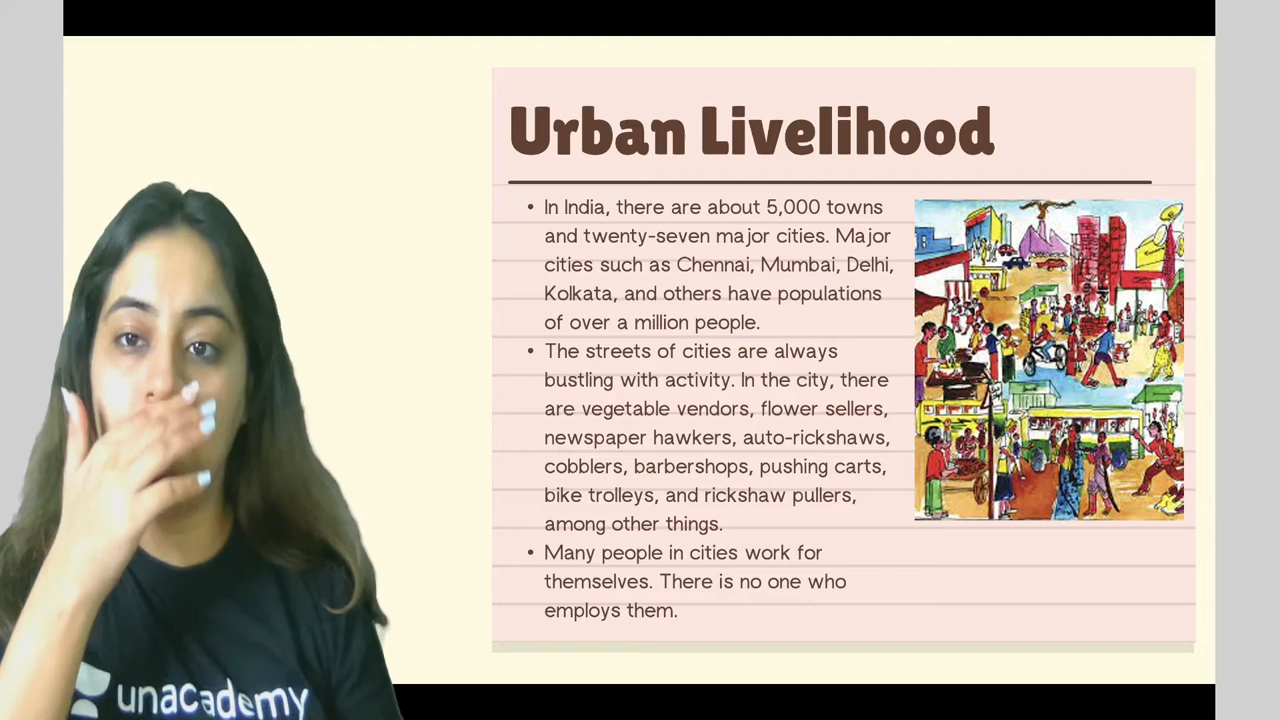 Urban Livelihood
• In India, there are about 5,000 towns
and twenty-seven major cities. Major
cities such as Chennai, Mumbai, Delhi,
Kolkata, and others have populations
of over a million people.
• The streets of cities are always
bustling with activity. In the city, there
are vegetable vendors, flower sellers,
newspaper hawkers, auto-rickshaws,
cobblers, barbershops, pushing carts,
bike trolleys, and rickshaw pullers,
among other things.
• Many people in cities work for
themselves. There is no one who
employs them.
unacademy